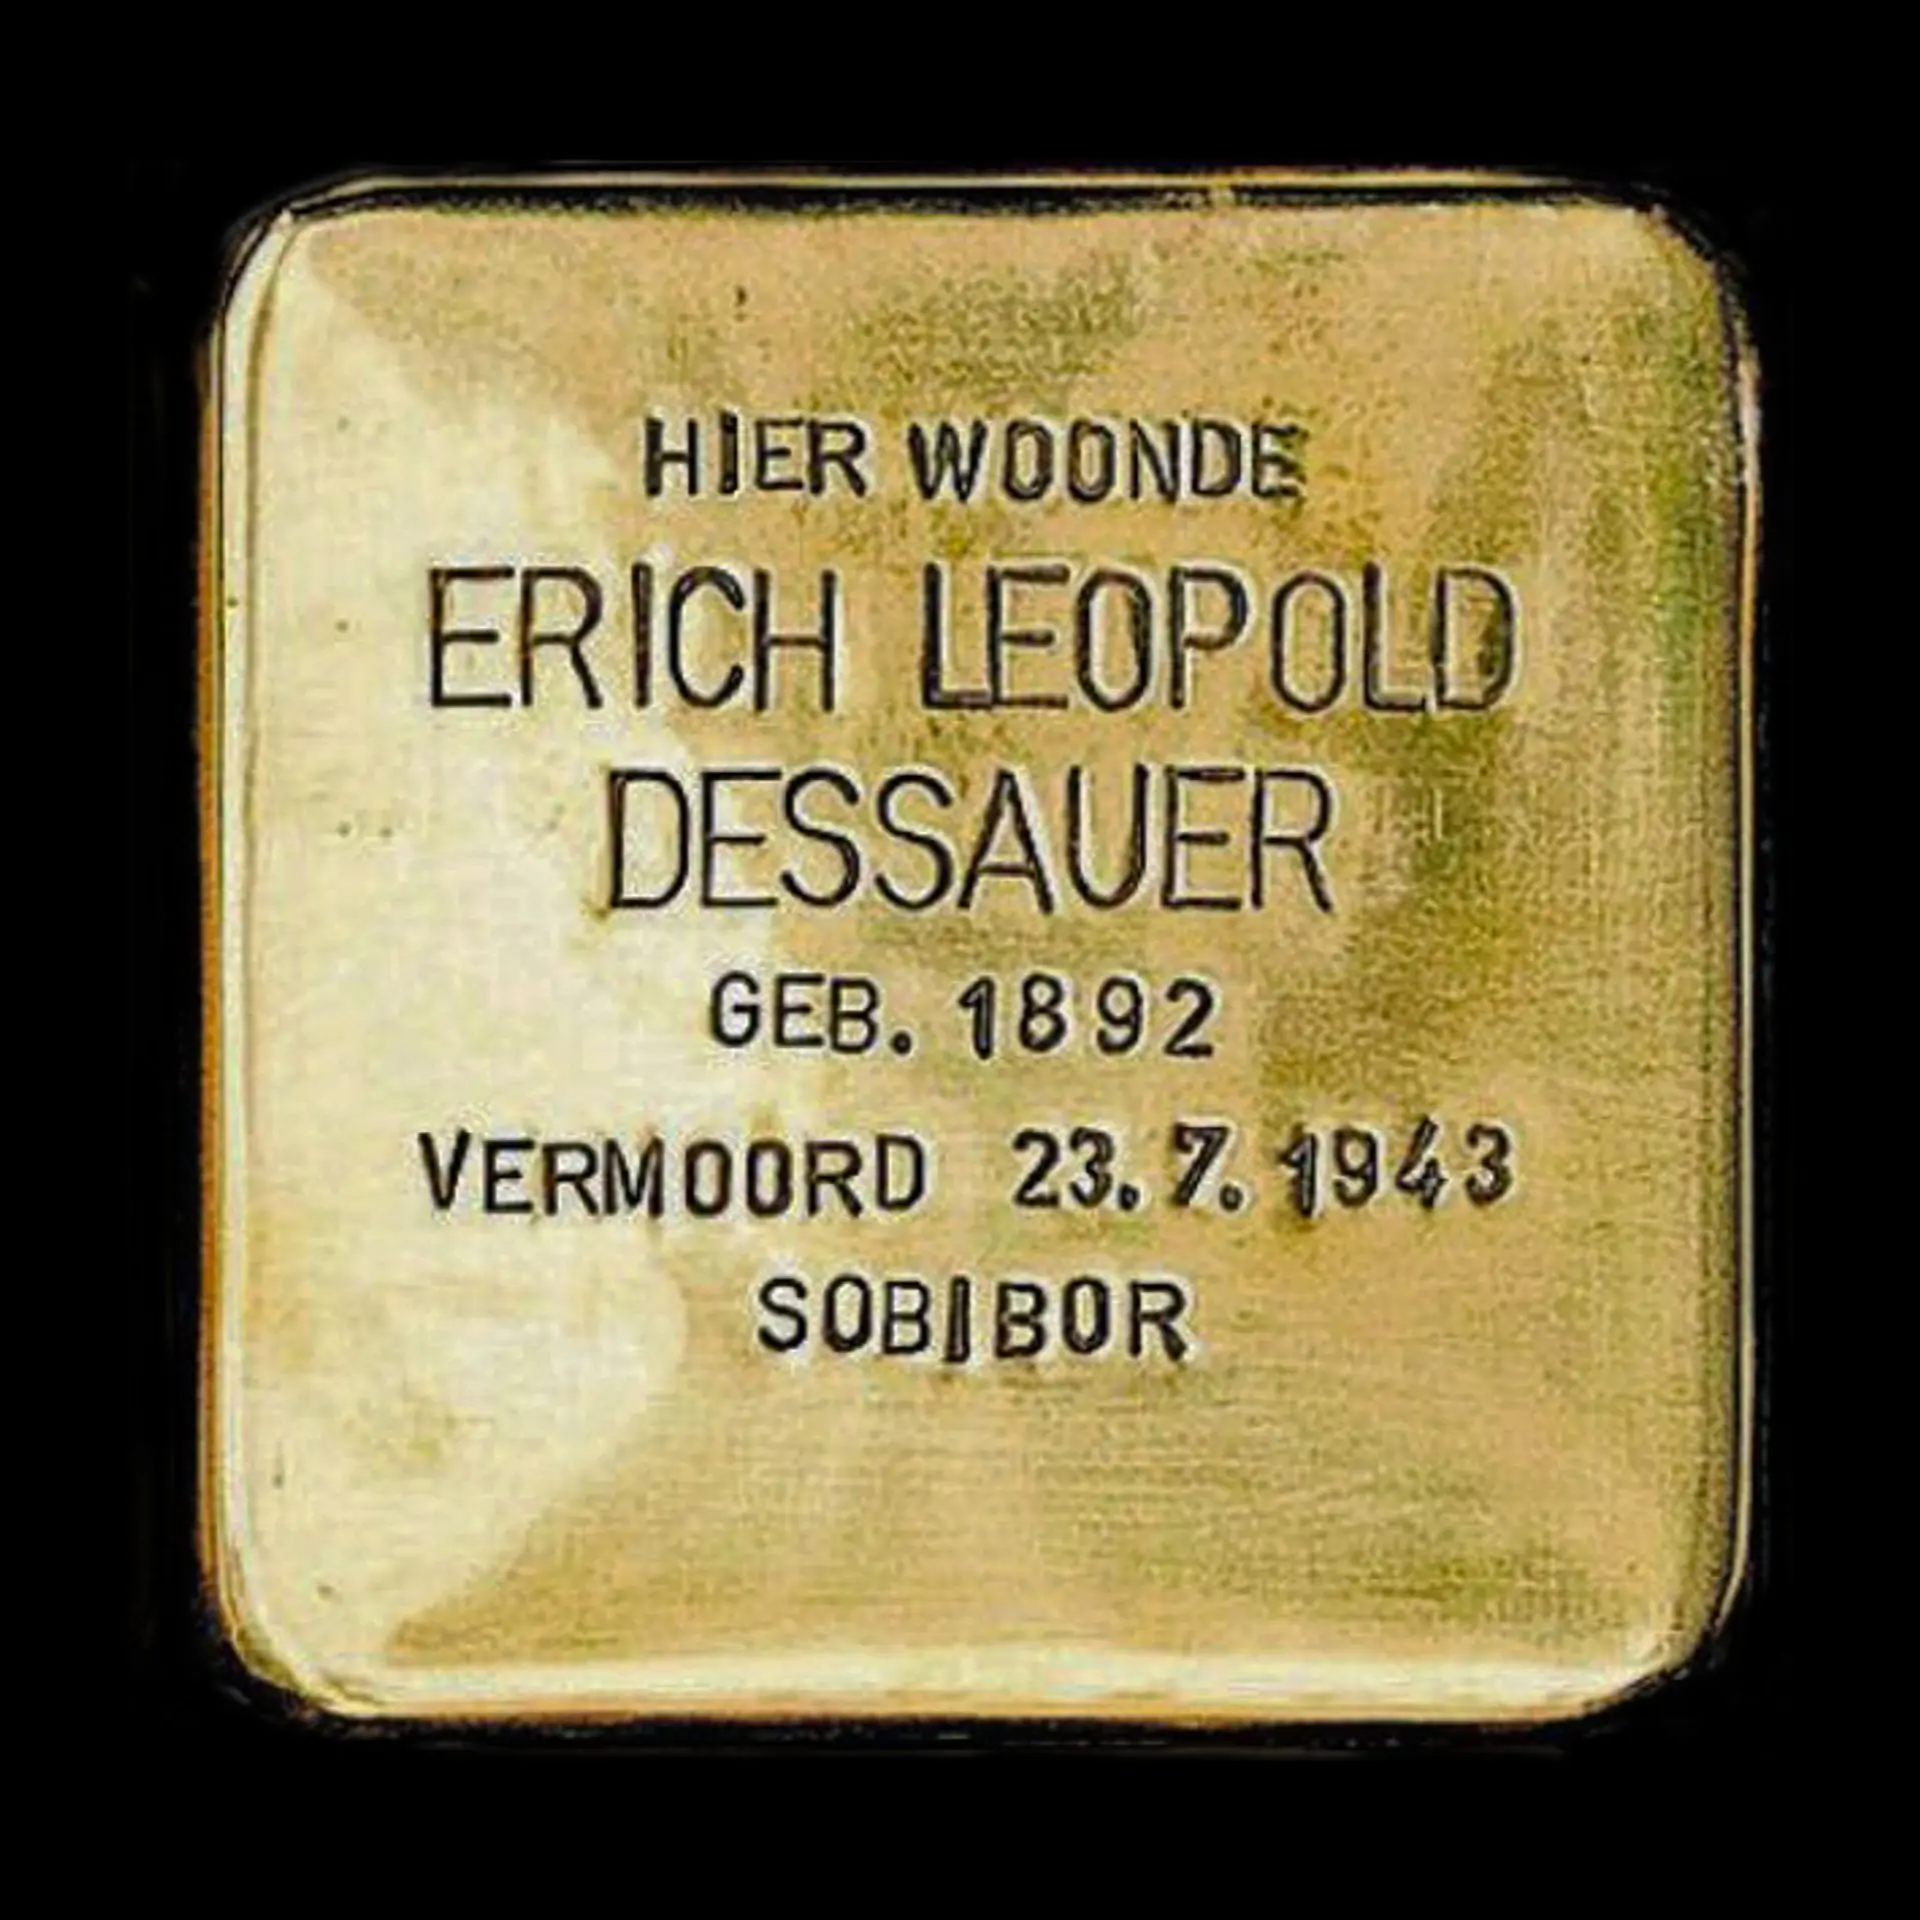 HIER WOONDE
ERICH LEOPOLD
DESSAUER
GEB. 1892
VERMOORD 23.7.1943
SOBIBOR